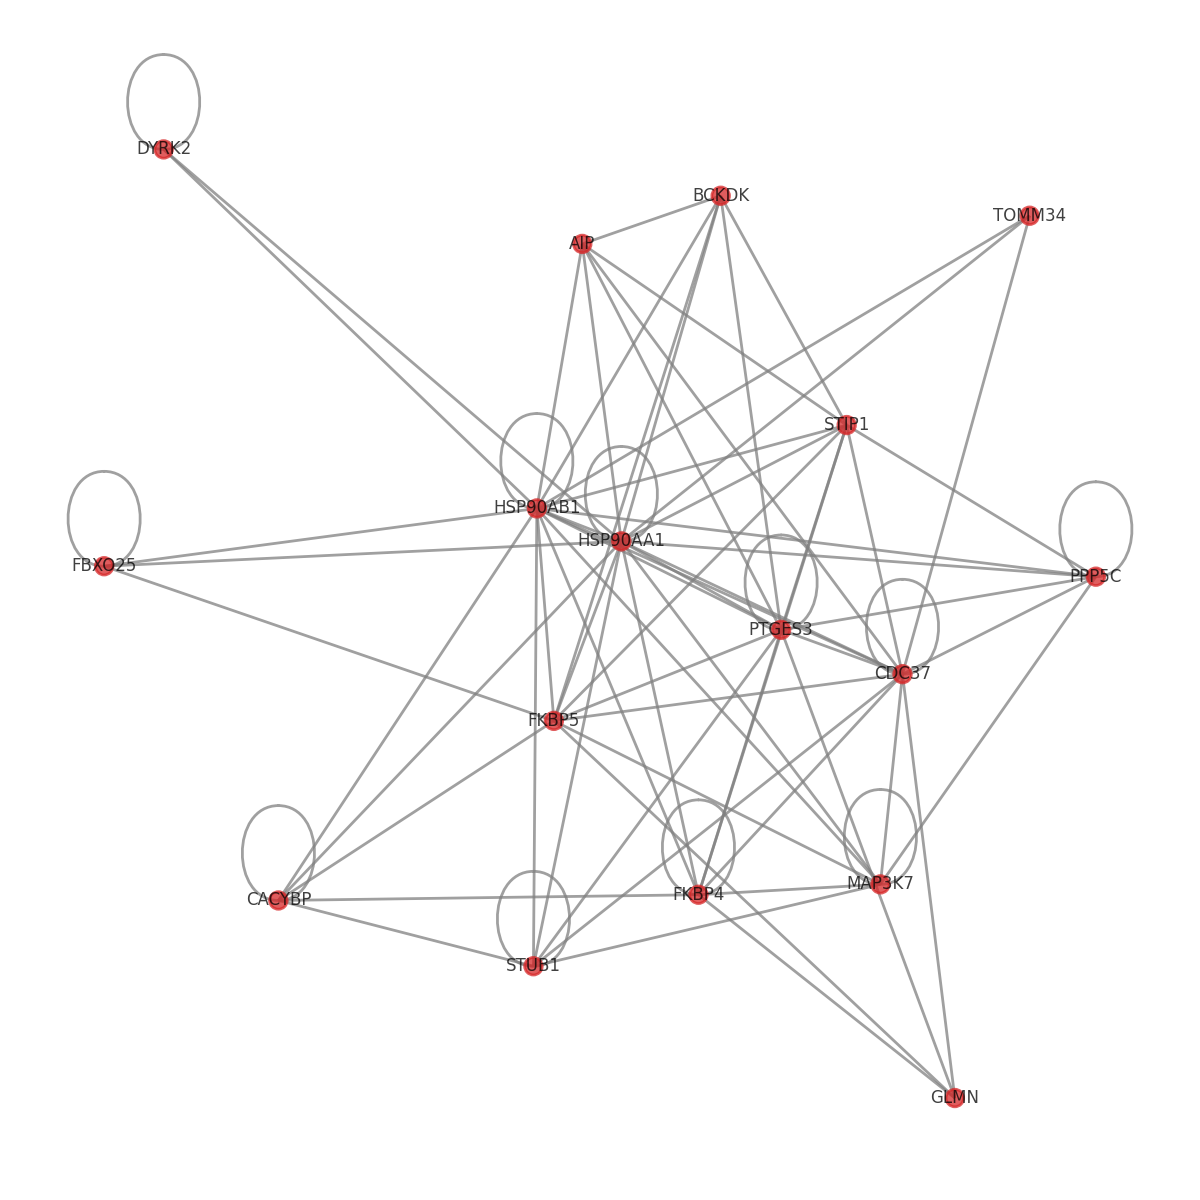 DYRK2
BCKDK
TOMM34
AIP
STIP1
HSP90AB1
HSP90AA1
FBXO25
PPP5C
PTGES3
CDC37
FKBP5
MAP3K7
FKBP4
CACYBP
STUB1
GLMN